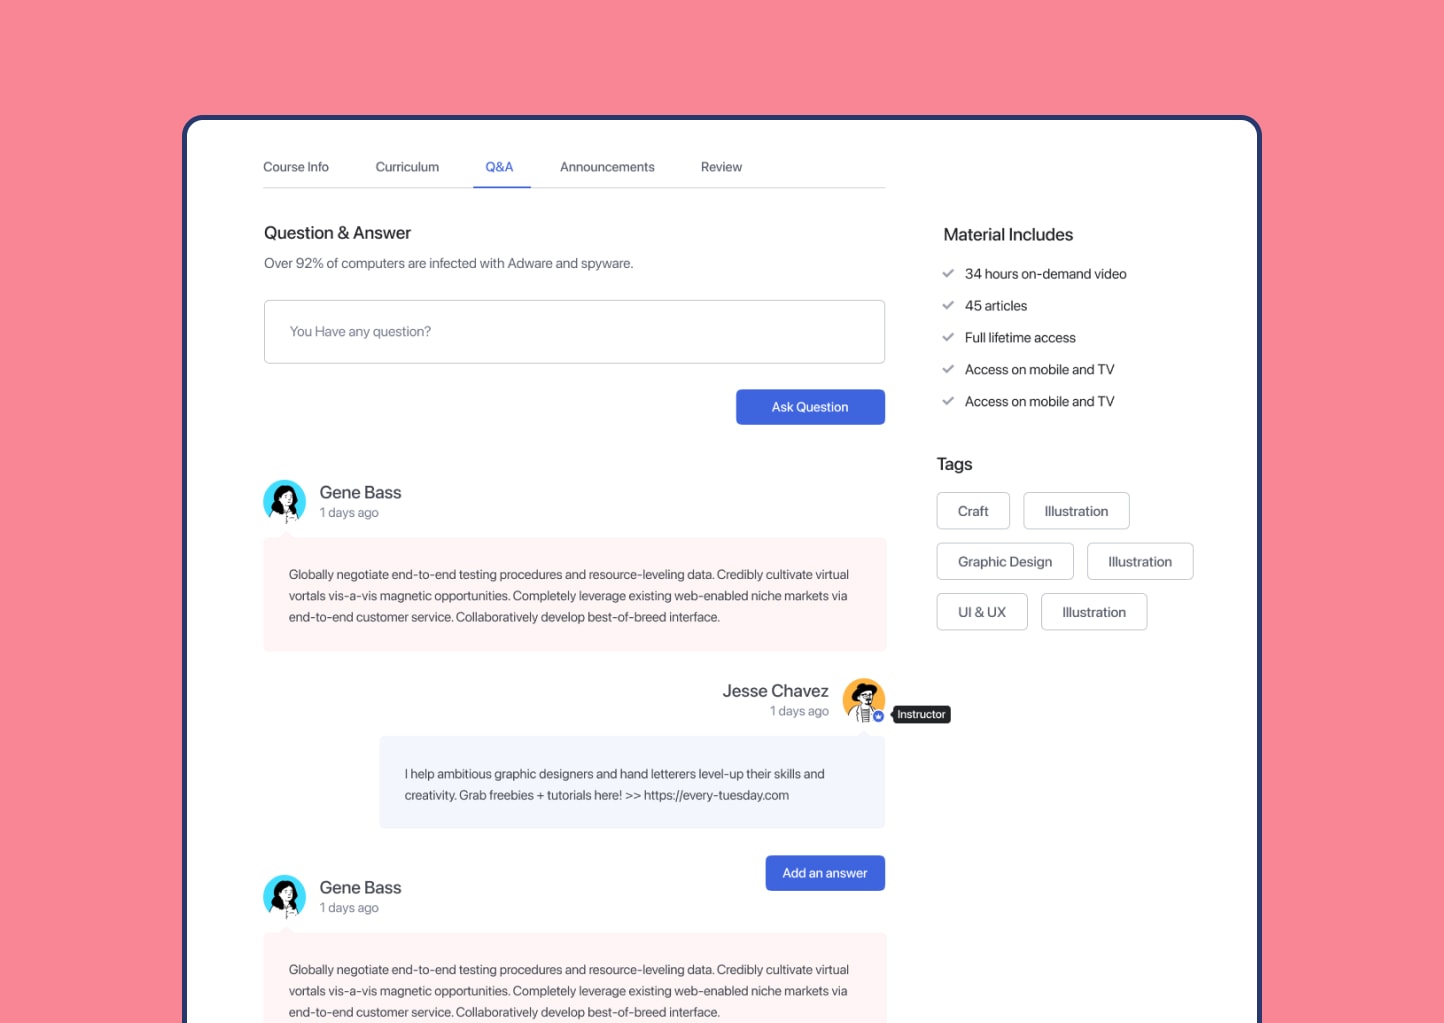 Course Info
Curriculum
Q&A
Announcements
Review
Question & Answer
Over 92% of computers are infected with Adware and spyware.
You Have any question?
Ask Question
Gene Bass
1 days ago
Globally negotiate end-to-end testing procedures and resource-leveling data. Credibly cultivate virtual
vortals vis-a-vis magnetic opportunities. Completely leverage existing web-enabled niche markets via
end-to-end customer service. Collaboratively develop best-of-breed interface.
Jesse Chavez
1 days ago
Instructor
I help ambitious graphic designers and hand letterers level-up their skills and
creativity. Grab freebies + tutorials here! >> https://every-tuesday.com
Add an answer
Gene Bass
1 days ago
Globally negotiate end-to-end testing procedures and resource-leveling data. Credibly cultivate virtual
vortals vis-a-vis magnetic opportunities. Completely leverage existing web-enabled niche markets via
end-to-end customer service. Collaboratively develop best-of-breed interface.
Material Includes
34 hours on-demand video
45 articles
Full lifetime access
Access on mobile and TV
Access on mobile and TV
Tags
Craft
Illustration
Graphic Design
Illustration
UI & UX
Illustration